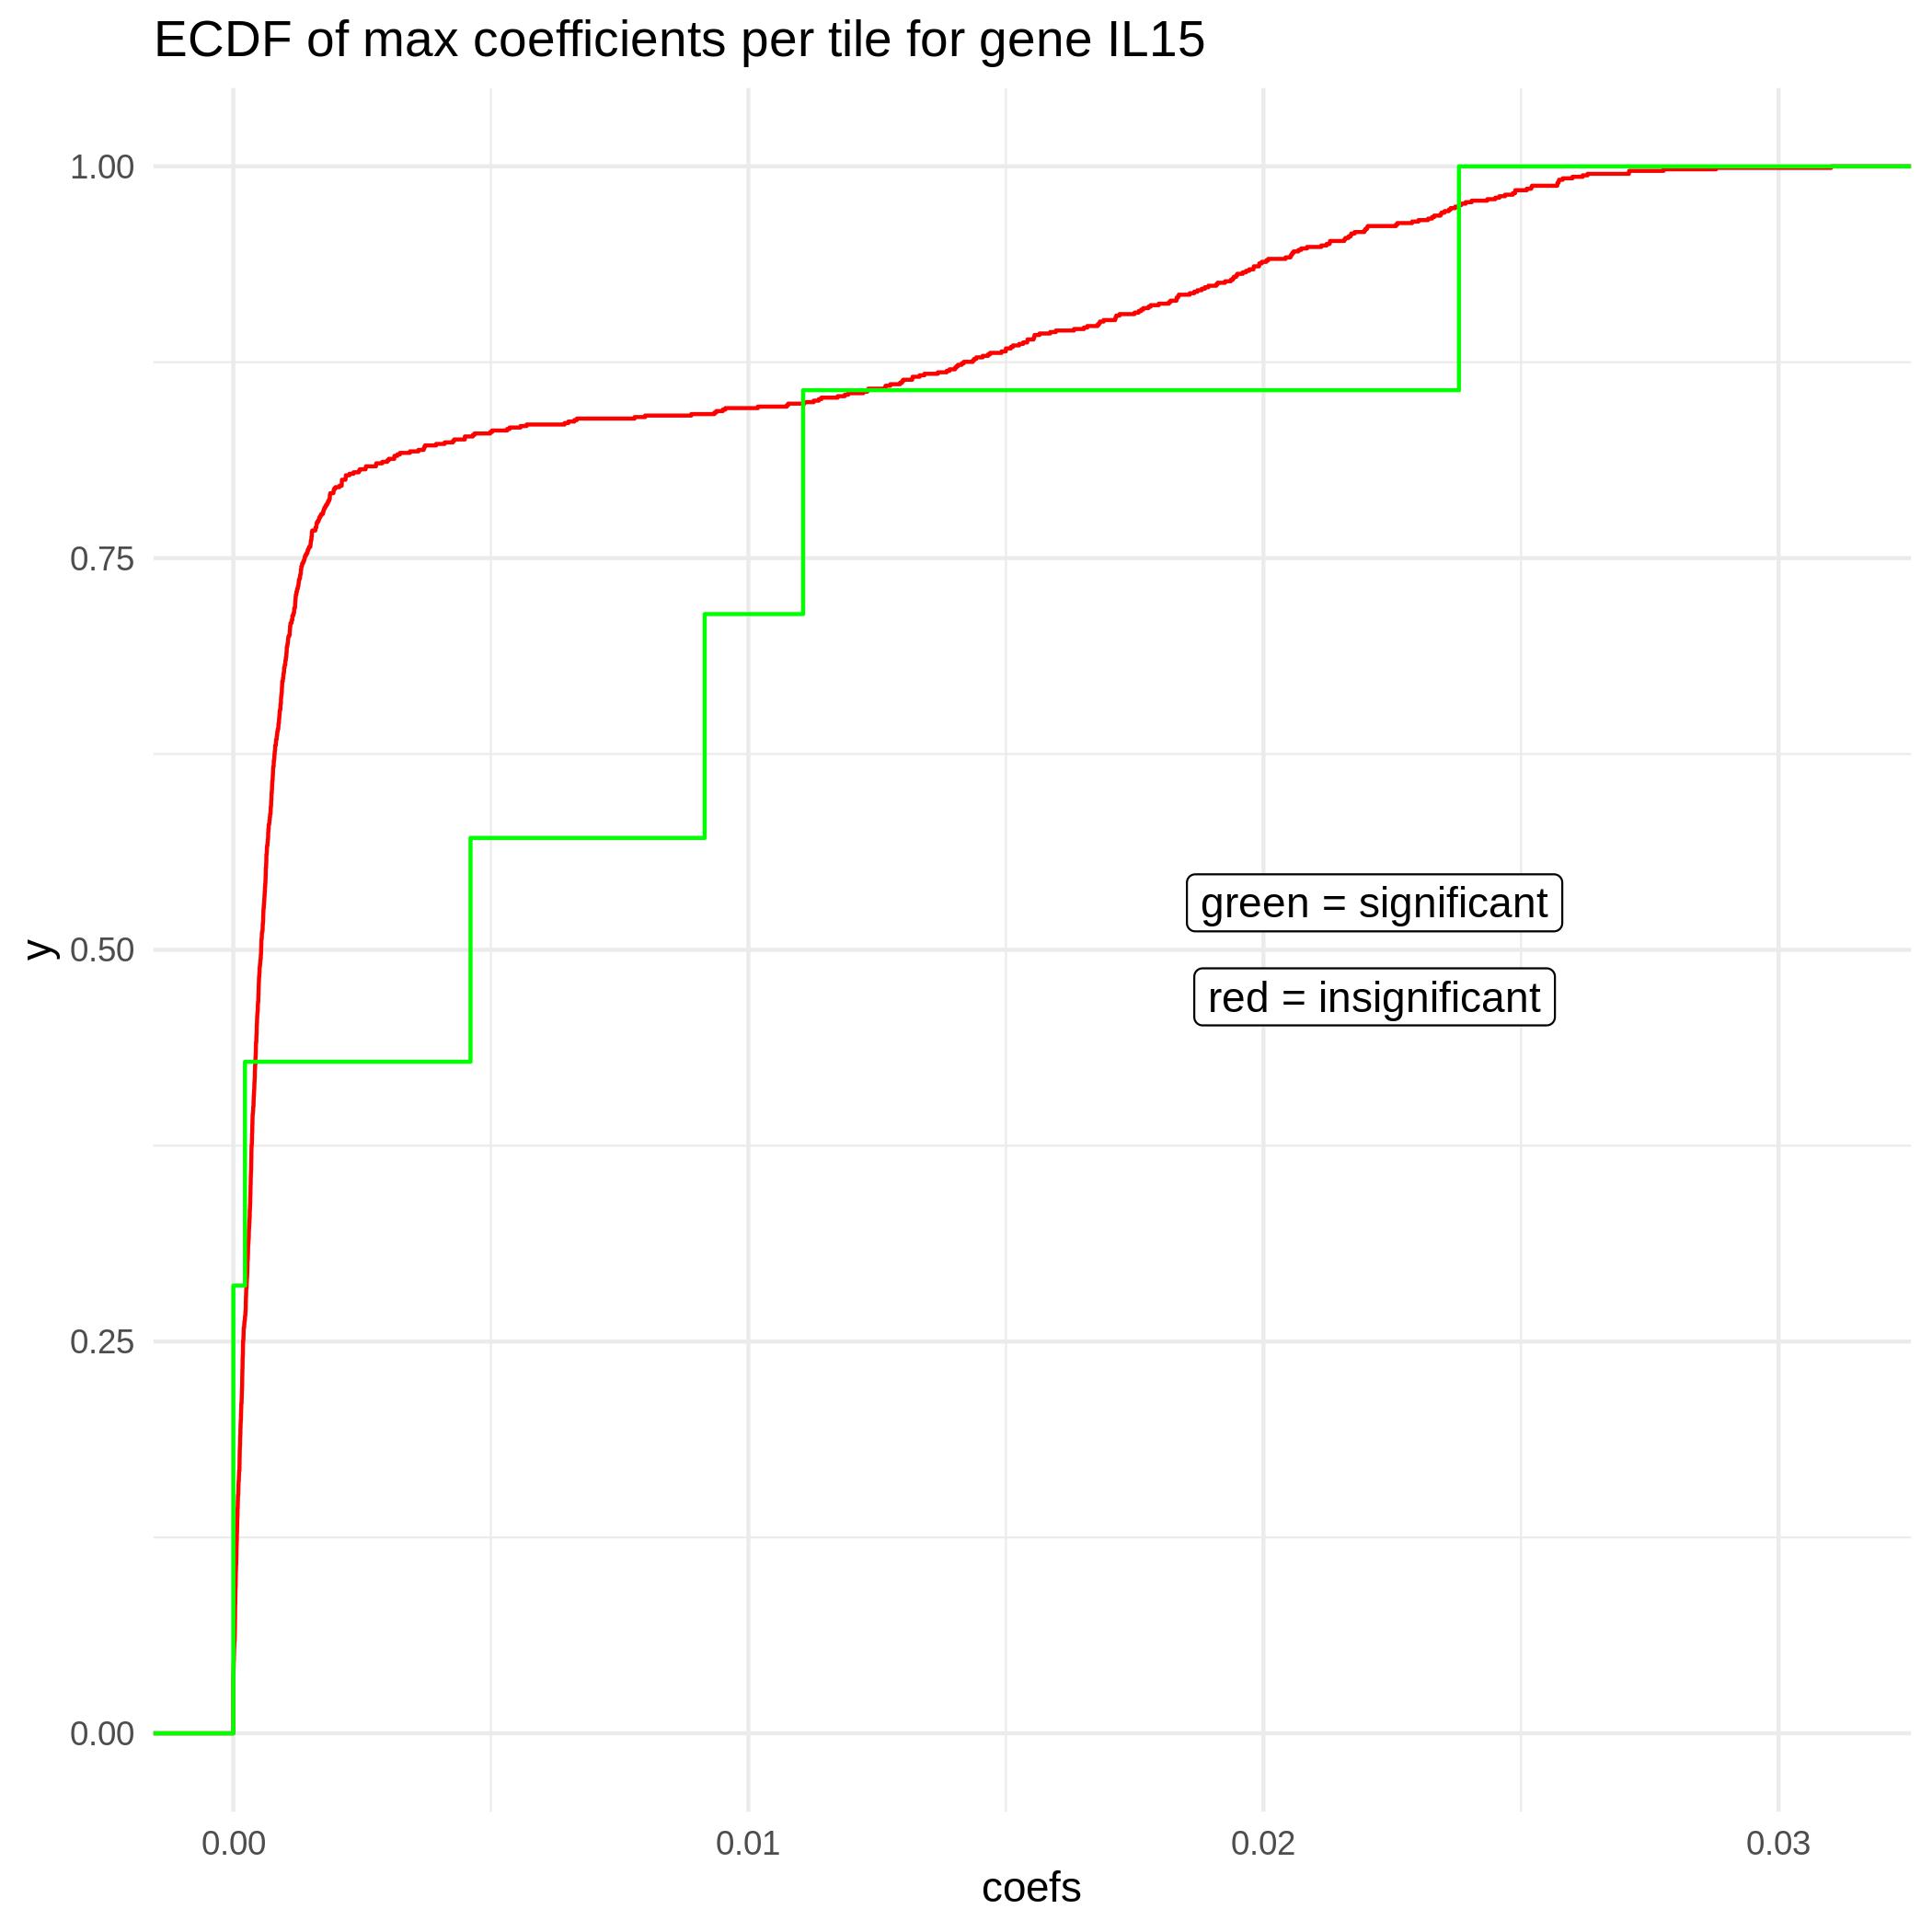 ECDF of max coefficients per tile for gene IL15
1.00
0.75
0.50
0.25
0.00
y
green = significant
red = insignificant
0.00 0.01 0.02 0.03
coefs